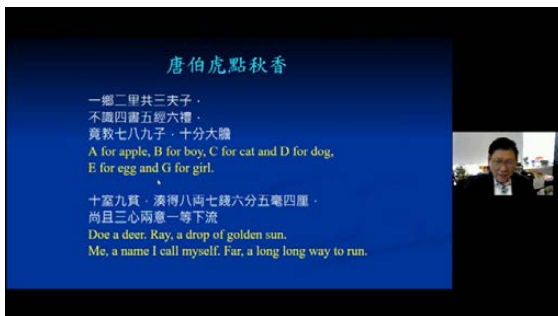 唐伯虎點秋香
一鄉二里共三夫子，
不識四書五經六禮，
竟教七八九子，十分大膽
A for apple, B for boy, C for cat and D for dog,
E for egg and G for girl.
十室九貧，湊得八兩七錢六分五毫四厘，
尚且三心兩意一等下流
Doe a deer. Ray, a drop of golden sun.
Me, a name I call myself. Far, a long long way to run.